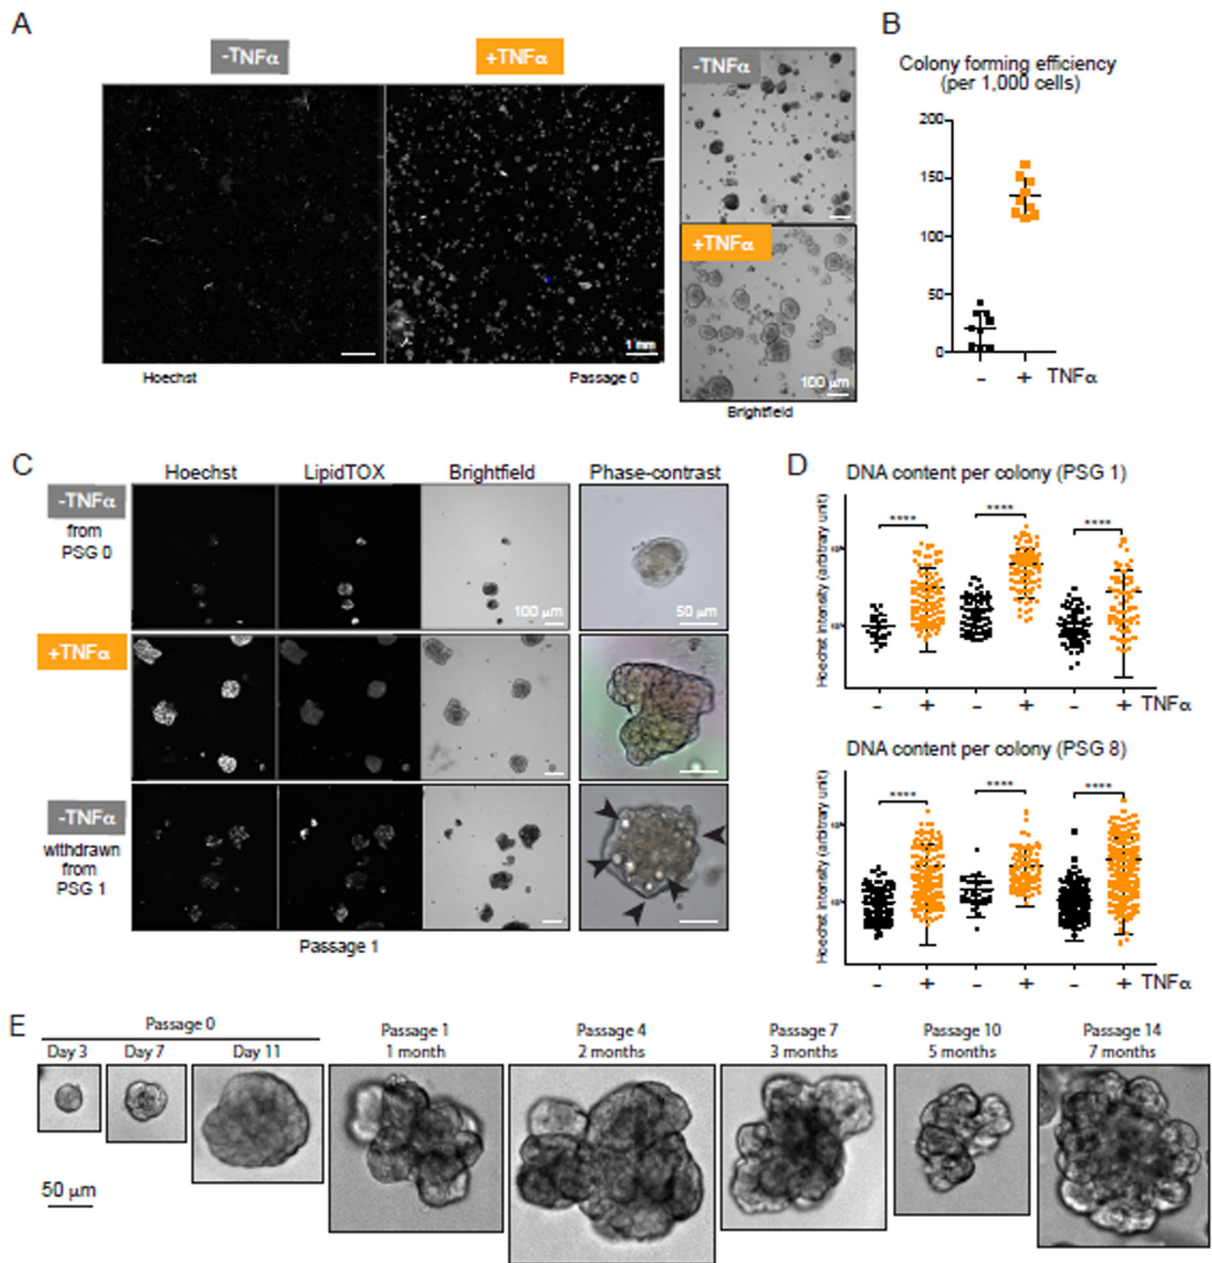 A
-TNFα
+TNFα
1 mm
Hoechst
Passage 0
-TNFα
+TNFα
100 μm
Brightfield
B
Colony forming efficiency
(per 1,000 cells)
200
150
100
50
0
- + TNFα
C
Hoechst LipidTOX Brightfield Phase-contrast
-TNFα
from
PSG 0
100 μm
50 μm
+TNFα
-TNFα
withdrawn
from
PSG 1
Passage 1
D
DNA content per colony (PSG 1)
Hoechst intensity (arbitrary unit)
**** **** ****
- + - + - + TNFα
DNA content per colony (PSG 8)
Hoechst intensity (arbitrary unit)
**** **** ****
- + - + - + TNFα
E
Passage 0
Day 3 Day 7 Day 11
Passage 1
1 month
Passage 4
2 months
Passage 7
3 months
Passage 10
5 months
Passage 14
7 months
50 μm